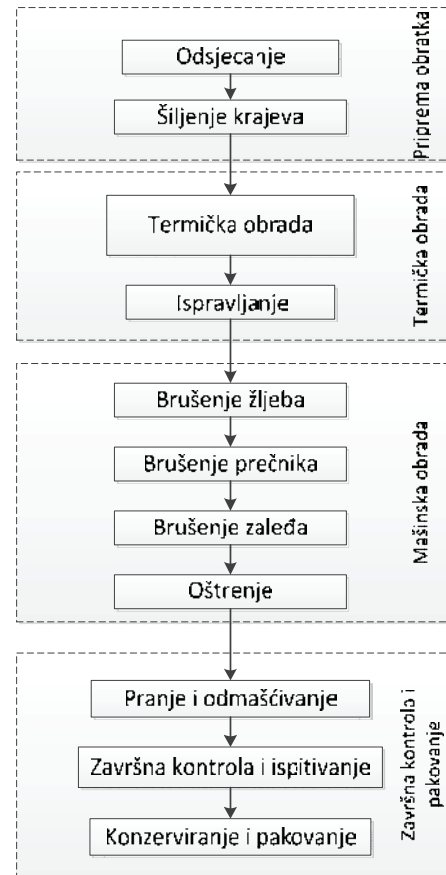 Odsjecanje
Šiljenje krajeva
Priprema obratka
Termička obrada
Ispravljanje
Termička obrada
Brušenje žljeba
Brušenje prečnika
Brušenje zaleđa
Oštrenje
Mašinska obrada
Pranje i odmašćivanje
Završna kontrola i ispitivanje
Konzerviranje i pakovanje
Završna kontrola i
pakovanje